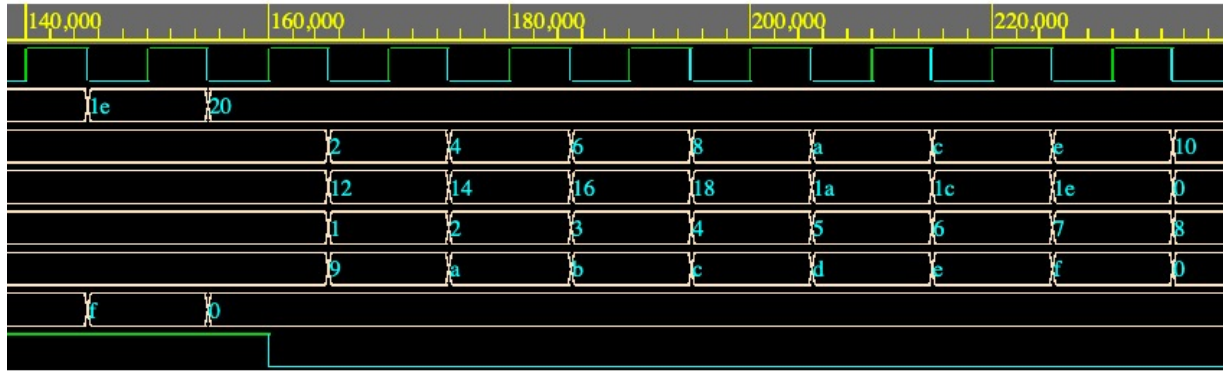 140,000 160,000 180,000 200,000 220,000
1e 20
2 4 6 8 a c e 10
12 14 16 18 1a 1c 1e 0
1 2 3 4 5 6 7 8
9 a b c d e f 0
f 0